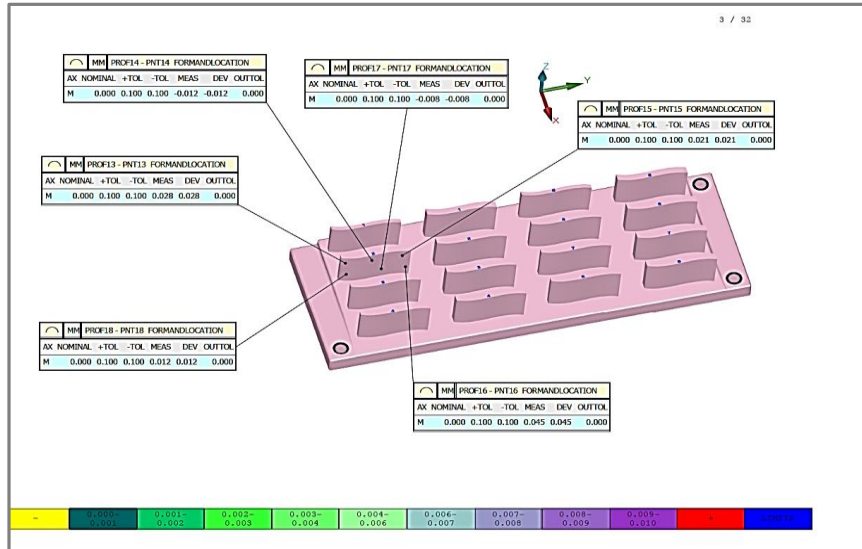 3 / 32
MM PROF14 - PNT14 FORMANDLOCATION
AX NOMINAL +TOL -TOL MEAS DEV OUTTOL
M 0.000 0.100 0.100 -0.012 -0.012 0.000
MM PROF17 - PNT17 FORMANDLOCATION
AX NOMINAL +TOL -TOL MEAS DEV OUTTOL
M 0.000 0.100 0.100 -0.008 -0.008 0.000
Z
Y
X
MM PROF15 - PNT15 FORMANDLOCATION
AX NOMINAL +TOL -TOL MEAS DEV OUTTOL
M 0.000 0.100 0.100 0.021 0.021 0.000
MM PROF13 - PNT13 FORMANDLOCATION
AX NOMINAL +TOL -TOL MEAS DEV OUTTOL
M 0.000 0.100 0.100 0.028 0.028 0.000
MM PROF18 - PNT18 FORMANDLOCATION
AX NOMINAL +TOL -TOL MEAS DEV OUTTOL
M 0.000 0.100 0.100 0.012 0.012 0.000
MM PROF16 - PNT16 FORMANDLOCATION
AX NOMINAL +TOL -TOL MEAS DEV OUTTOL
M 0.000 0.100 0.100 0.045 0.045 0.000
- 0.000- 0.001- 0.002- 0.003- 0.004- 0.006- 0.007- 0.008- 0.009- +
0.001 0.002 0.003 0.004 0.006 0.007 0.008 0.009 0.010